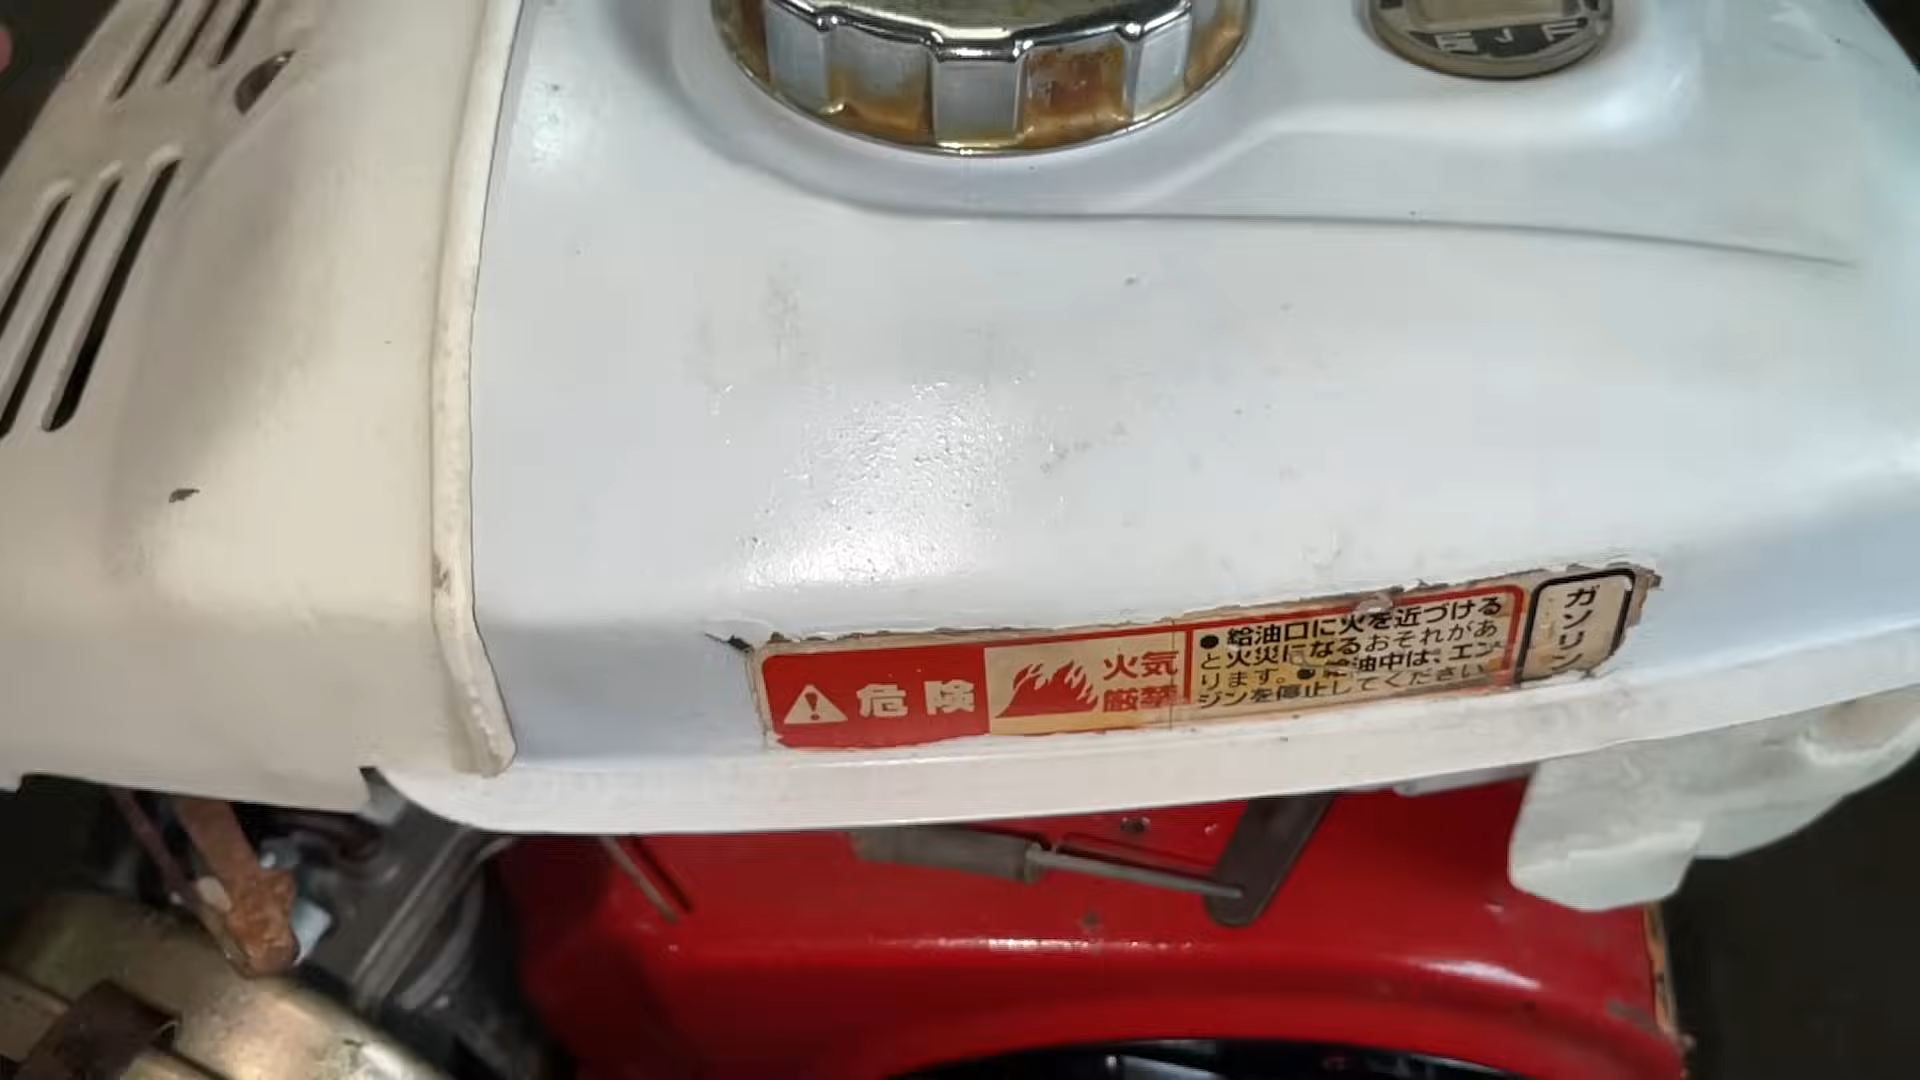 危険
火気
厳禁
● 給油口に火を近づける
と火災になるおそれがあ
ります。● 給油中は、エン
ジンを停止してください
ガソリン